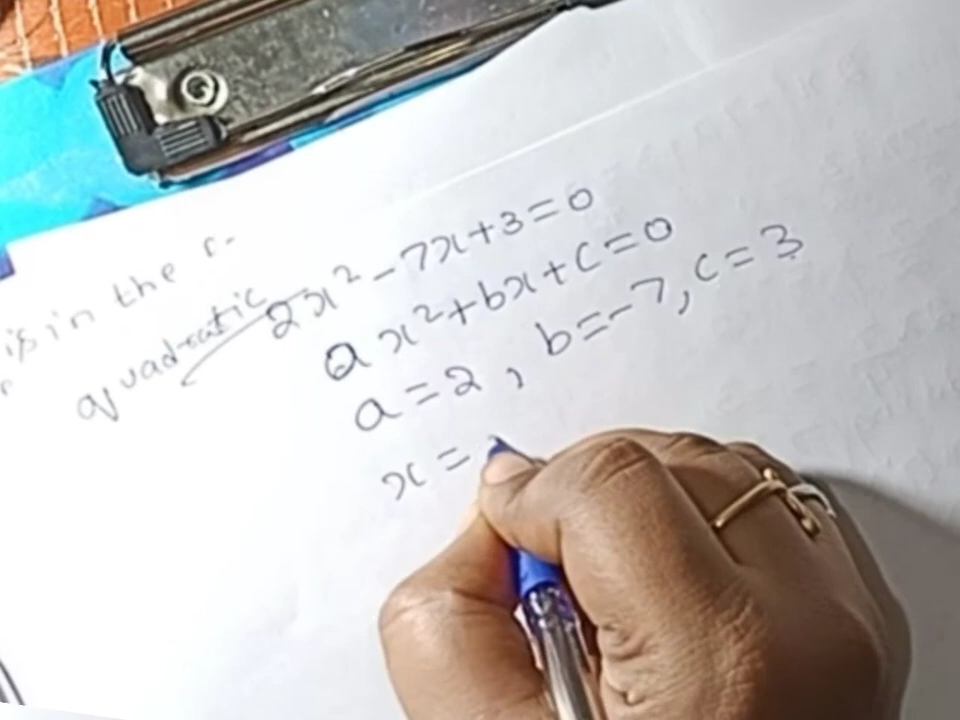 is in the
quadratic
2x² - 7x + 3 = 0
ax² + bx + c = 0
a = 2 , b = -7, c = 3
x =